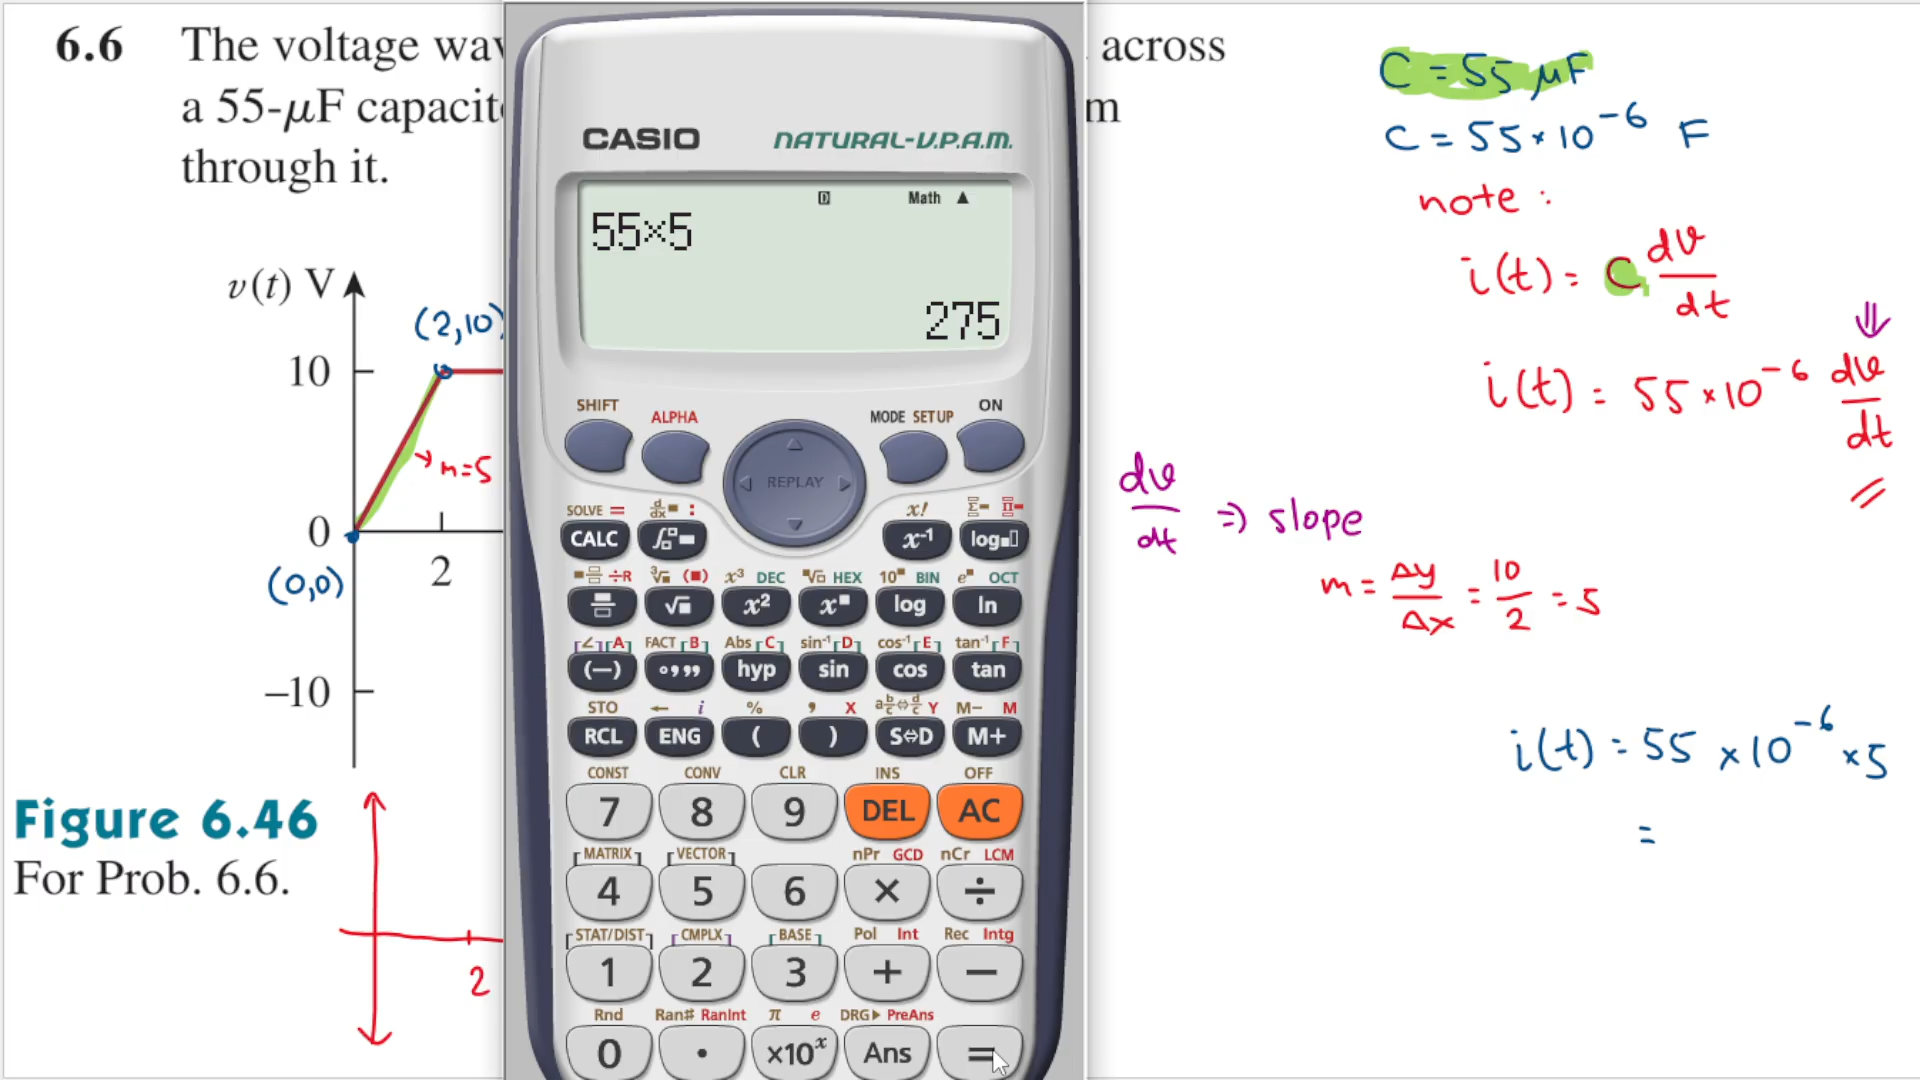 6.6 The voltage wav across
a 55-μF capacit m
through it.
v(t) V
(2,10)
10
→ m=5
0
2
(0,0)
−10
Figure 6.46
For Prob. 6.6.
2
CASIO NATURAL-V.P.A.M.
D Math ▲
55×5
275
SHIFT ALPHA MODE SETUP ON
REPLAY
SOLVE = d/dx : x! Σ Π
CALC ∫ x⁻¹ log
÷R ³√ (■) x³ DEC √ HEX 10 BIN e OCT
√ x² x log ln
∠ A FACT B Abs C sin⁻¹ D cos⁻¹ E tan⁻¹ F
(−) ° , ,, hyp sin cos tan
STO ← i % , X a b/c ⇔ d/c Y M− M
RCL ENG ( ) S⇔D M+
CONST CONV CLR INS OFF
7 8 9 DEL AC
MATRIX VECTOR nPr GCD nCr LCM
4 5 6 × ÷
STAT/DIST CMPLX BASE Pol Int Rec Intg
1 2 3 + −
Rnd Ran# RanInt π e DRG▶ PreAns
0 . ×10ˣ Ans =
C = 55 μF
C = 55×10⁻⁶ F
note :
i(t) = C dv/dt
⇓
i(t) = 55×10⁻⁶ dv/dt
dv/dt ⇒ slope
m = Δy/Δx = 10/2 = 5
i(t) = 55 ×10⁻⁶ ×5
=